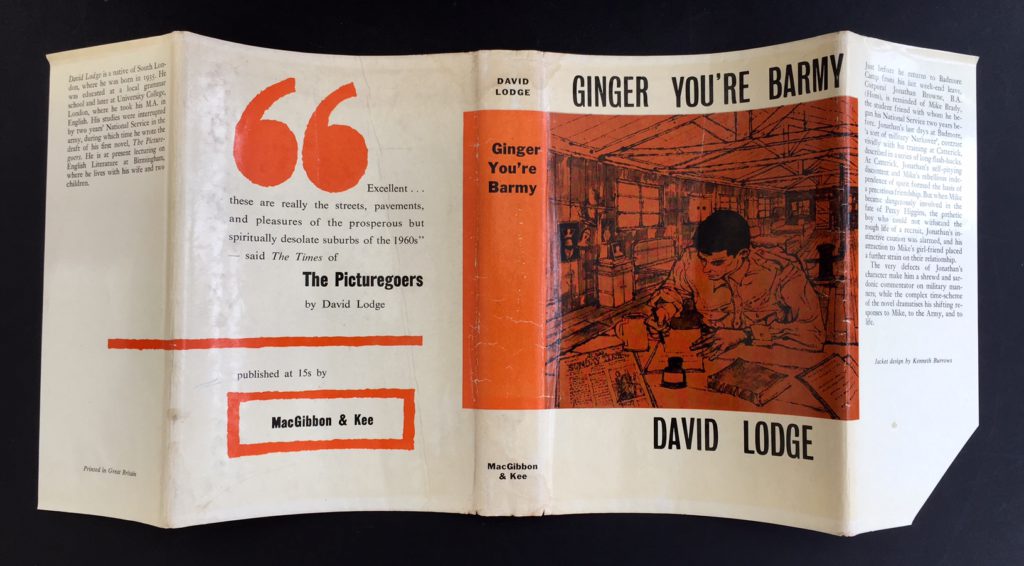 David Lodge is a native of South Lon-
don, where he was born in 1935. He
was educated at a local grammar
school and later at University College,
London, where he took his M.A. in
English. His studies were interrupted
by two years' National Service in the
army, during which time he wrote the
draft of his first novel, The Picture-
goers. He is at present lecturing on
English Literature at Birmingham,
where he lives with his wife and two
children.
Printed in Great Britain
“
Excellent . . .
these are really the streets, pavements,
and pleasures of the prosperous but
spiritually desolate suburbs of the 1960s”
— said The Times of
The Picturegoers
by David Lodge
published at 15s by
MacGibbon & Kee
DAVID
LODGE
Ginger
You're
Barmy
MacGibbon
& Kee
GINGER YOU'RE BARMY
SUNDAY
DAVID LODGE
Just before he returns to Badmore
Camp from his last week-end leave,
Corporal Jonathan Browne, B.A.
(Hons), is reminded of Mike Brady,
the student friend with whom he be-
gan his National Service two years be-
fore. Jonathan's last days at Badmore,
'a sort of military Nirvana', contrast
vividly with his training at Catterick,
described in a series of long flash-backs.
At Catterick, Jonathan's self-pitying
discontent and Mike's rebellious inde-
pendence of spirit formed the basis of
a precarious friendship. But when Mike
became dangerously involved in the
fate of Percy Higgins, the pathetic
boy who could not withstand the
rough life of a recruit, Jonathan's in-
stinctive caution was alarmed, and his
attraction to Mike's girl-friend placed
a further strain on their relationship.
The very defects of Jonathan's
character make him a shrewd and sar-
donic commentator on military man-
ners; while the complex time-scheme
of the novel dramatises his shifting re-
sponses to Mike, to the Army, and to
life.
Jacket design by Kenneth Burrows